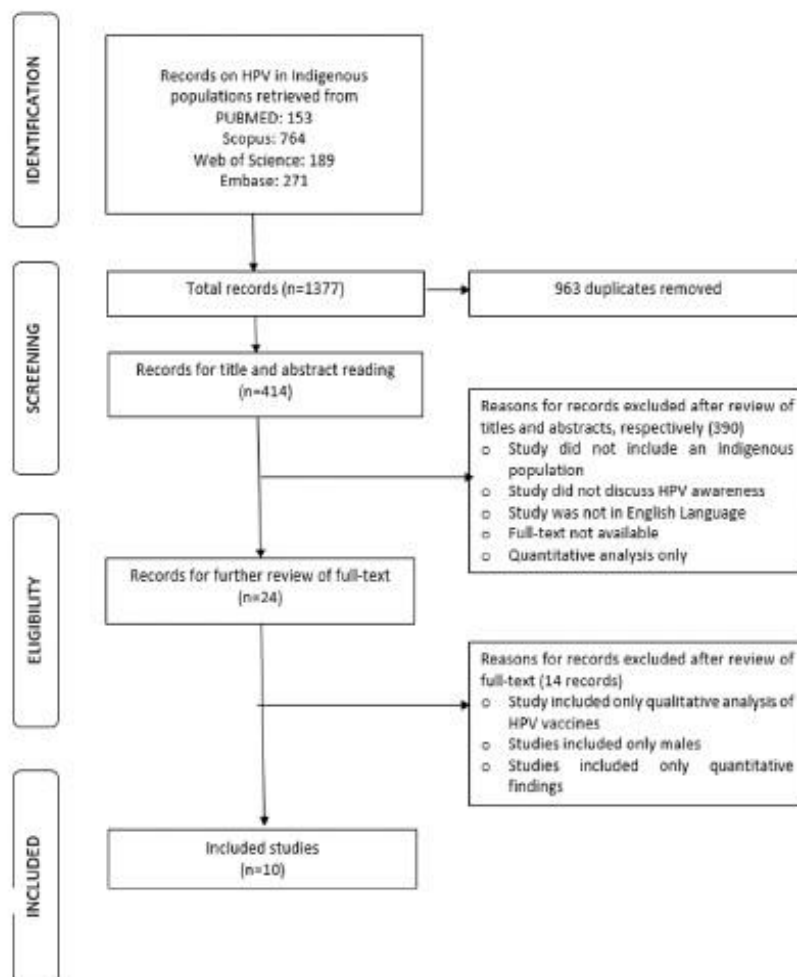 IDENTIFICATION
Records on HPV in Indigenous
populations retrieved from
PUBMED: 153
Scopus: 764
Web of Science: 189
Embase: 271
SCREENING
Total records (n=1377)
963 duplicates removed
Records for title and abstract reading
(n=414)
Reasons for records excluded after review of
titles and abstracts, respectively (390)
o Study did not include an Indigenous
population
o Study did not discuss HPV awareness
o Study was not in English Language
o Full-text not available
o Quantitative analysis only
ELIGIBILITY
Records for further review of full-text
(n=24)
Reasons for records excluded after review of
full-text (14 records)
o Study included only qualitative analysis of
HPV vaccines
o Studies included only males
o Studies included only quantitative
findings
INCLUDED
Included studies
(n=10)